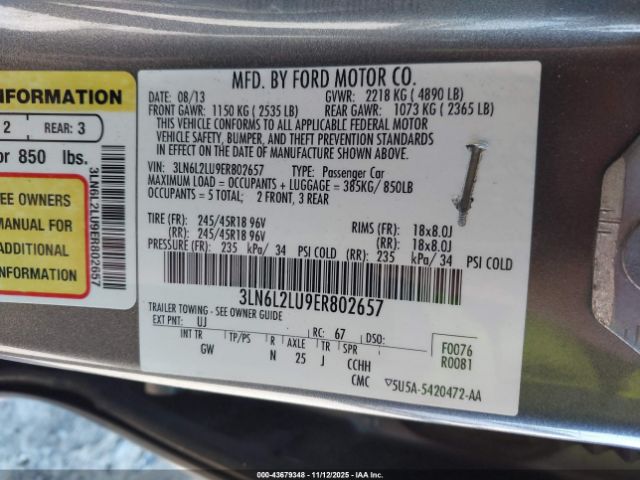 NFORMATION
2 REAR: 3
or 850 lbs.
EE OWNERS
MANUAL FOR
ADDITIONAL
INFORMATION
3LN6L2LU9ER802657
MFD. BY FORD MOTOR CO.
DATE: 08/13 GVWR: 2218 KG ( 4890 LB)
FRONT GAWR: 1150 KG ( 2535 LB) REAR GAWR: 1073 KG ( 2365 LB)
THIS VEHICLE CONFORMS TO ALL APPLICABLE FEDERAL MOTOR
VEHICLE SAFETY, BUMPER, AND THEFT PREVENTION STANDARDS
IN EFFECT ON THE DATE OF MANUFACTURE SHOWN ABOVE.
VIN: 3LN6L2LU9ER802657 TYPE: Passenger Car
MAXIMUM LOAD = OCCUPANTS + LUGGAGE = 385KG/ 850LB
OCCUPANTS = 5 TOTAL; 2 FRONT, 3 REAR
TIRE (FR): 245/45R18 96V RIMS (FR): 18x8.0J
(RR): 245/45R18 96V (RR): 18x8.0J
PRESSURE (FR): 235 kPa/ 34 PSI COLD (RR): 235 kPa/ 34 PSI COLD
3LN6L2LU9ER802657
TRAILER TOWING - SEE OWNER GUIDE
EXT PNT: UJ RC: 67 DSO:
INT TR TP/PS R AXLE TR SPR
GW N 25 J CCHH
CMC
F0076
R0081
5U5A-5420472-AA
000-43679348 - 11/12/2025 - IAA, Inc.